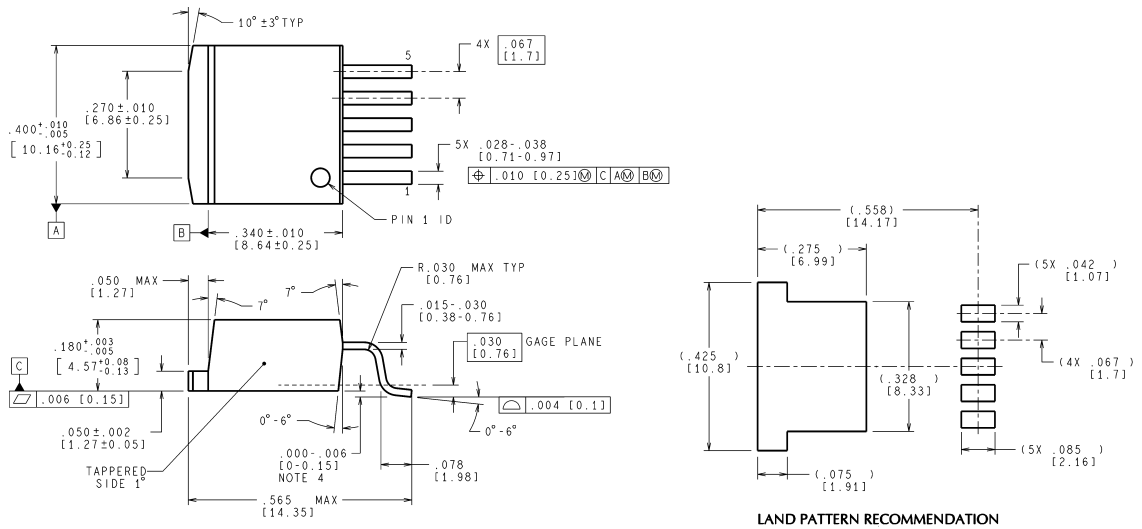 10° ±3° TYP
5
4X .067
[1.7]
.270±.010
[6.86±0.25]
.400+.010
-.005
[ 10.16+0.25
-0.12 ]
5X .028-.038
[0.71-0.97]
⌖ .010 [0.25]Ⓜ C AⓂ BⓂ
1
PIN 1 ID
A
B
.340±.010
[8.64±0.25]
.050 MAX
[1.27]
7°
7°
R.030 MAX TYP
[0.76]
.015-.030
[0.38-0.76]
.180+.003
-.005
[ 4.57+0.08
-0.13 ]
.030
[0.76]
GAGE PLANE
C
⏥ .006 [0.15]
⌓ .004 [0.1]
0°-6°
0°-6°
.050±.002
[1.27±0.05]
TAPPERED
SIDE 1°
.000-.006
[0-0.15]
NOTE 4
.078
[1.98]
.565 MAX
[14.35]
(.558 )
[14.17]
(.275 )
[6.99]
(5X .042 )
[1.07]
(.425 )
[10.8]
(.328 )
[8.33]
(4X .067 )
[1.7]
(5X .085 )
[2.16]
(.075 )
[1.91]
LAND PATTERN RECOMMENDATION